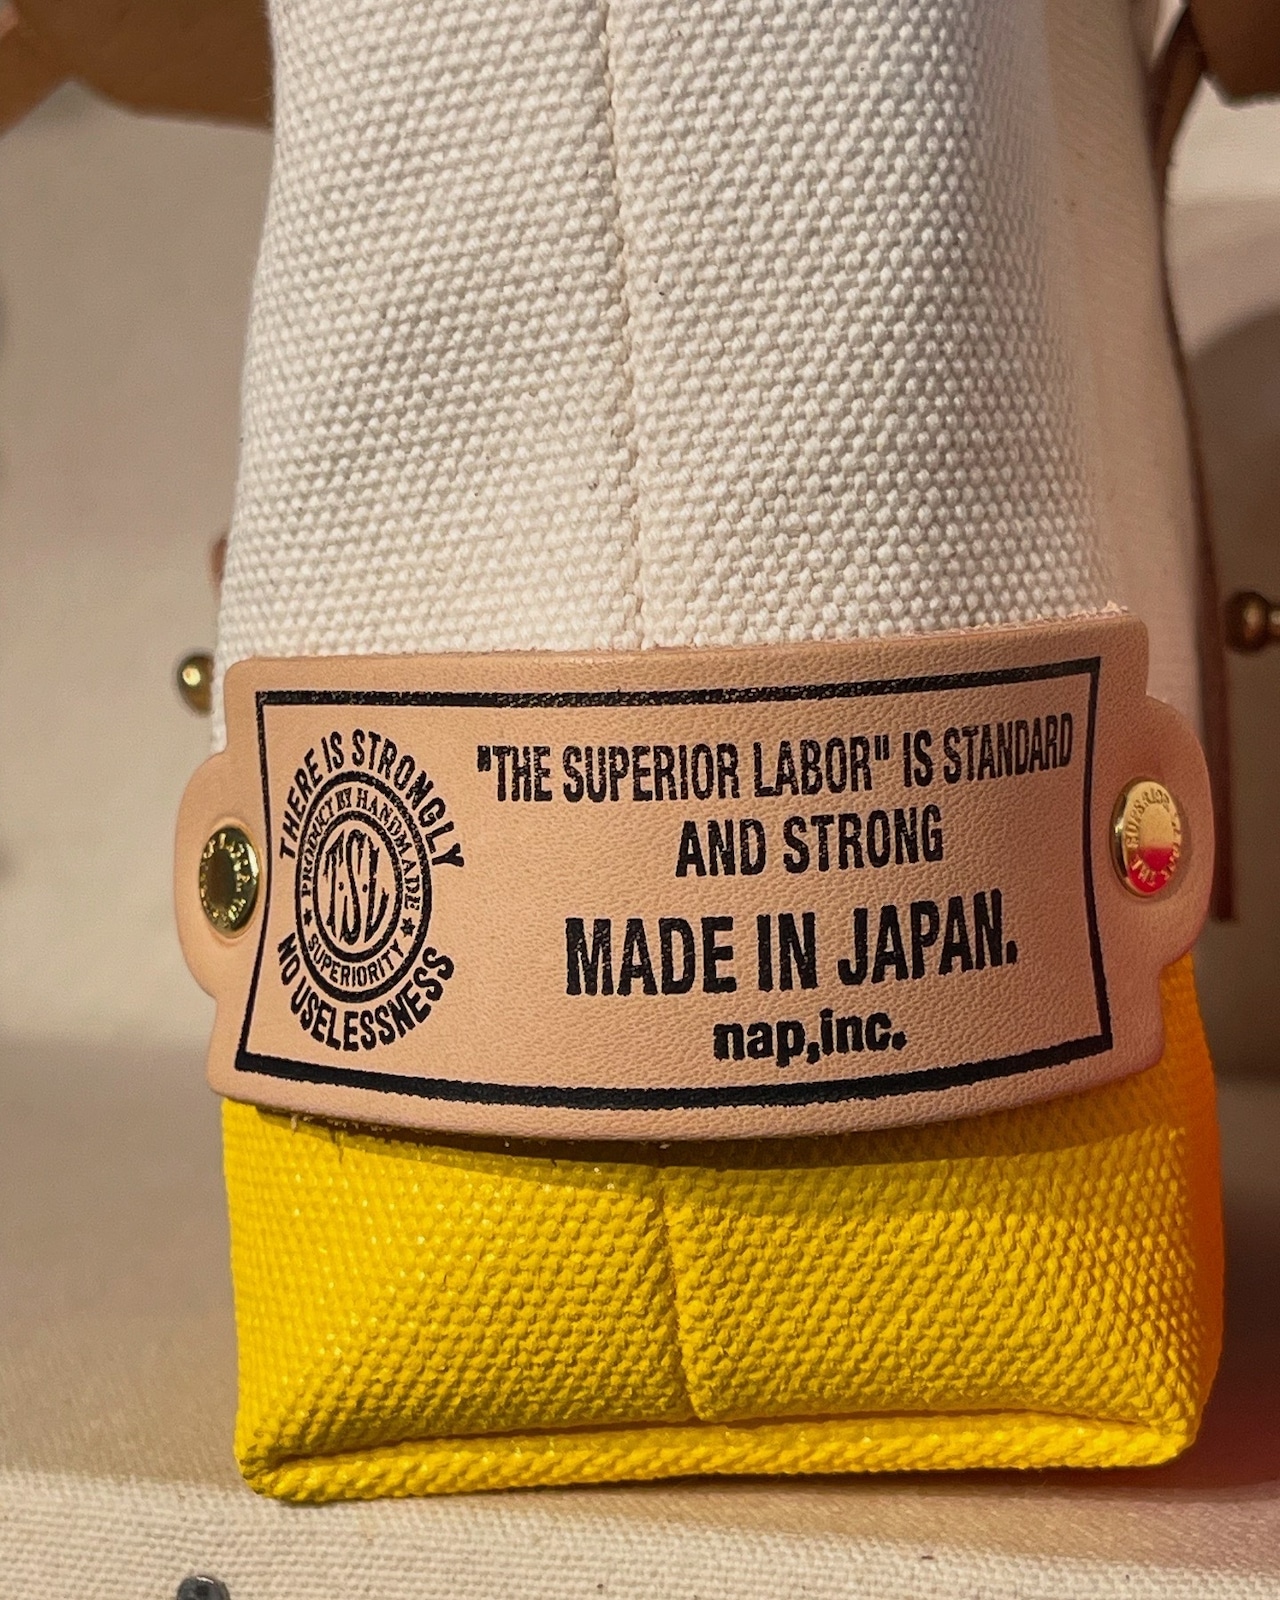 THERE IS STRONGLY
PRODUCT BY HANDMADE
T.S.L
★ SUPERIORITY ★
NO USELESSNESS
"THE SUPERIOR LABOR" IS STANDARD
AND STRONG
MADE IN JAPAN.
nap,inc.